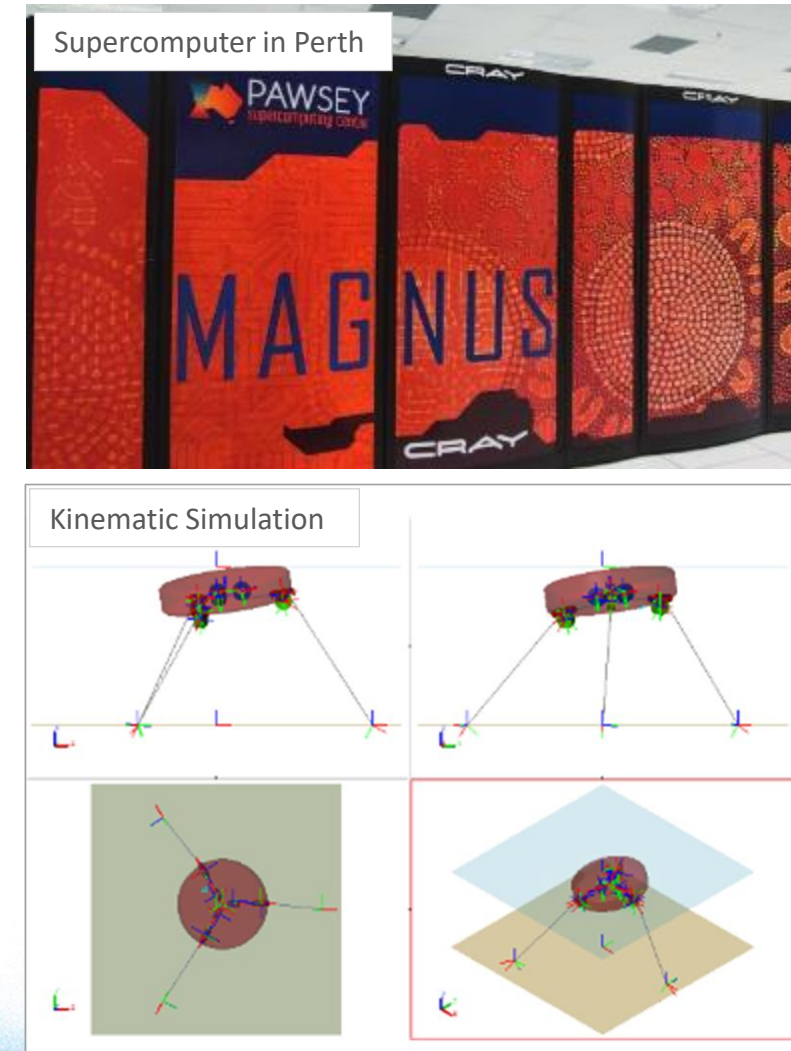 Supercomputer in Perth
CRAY
CRAY
PAWSEY
supercomputing centre
MAGNUS
CRAY
Kinematic Simulation